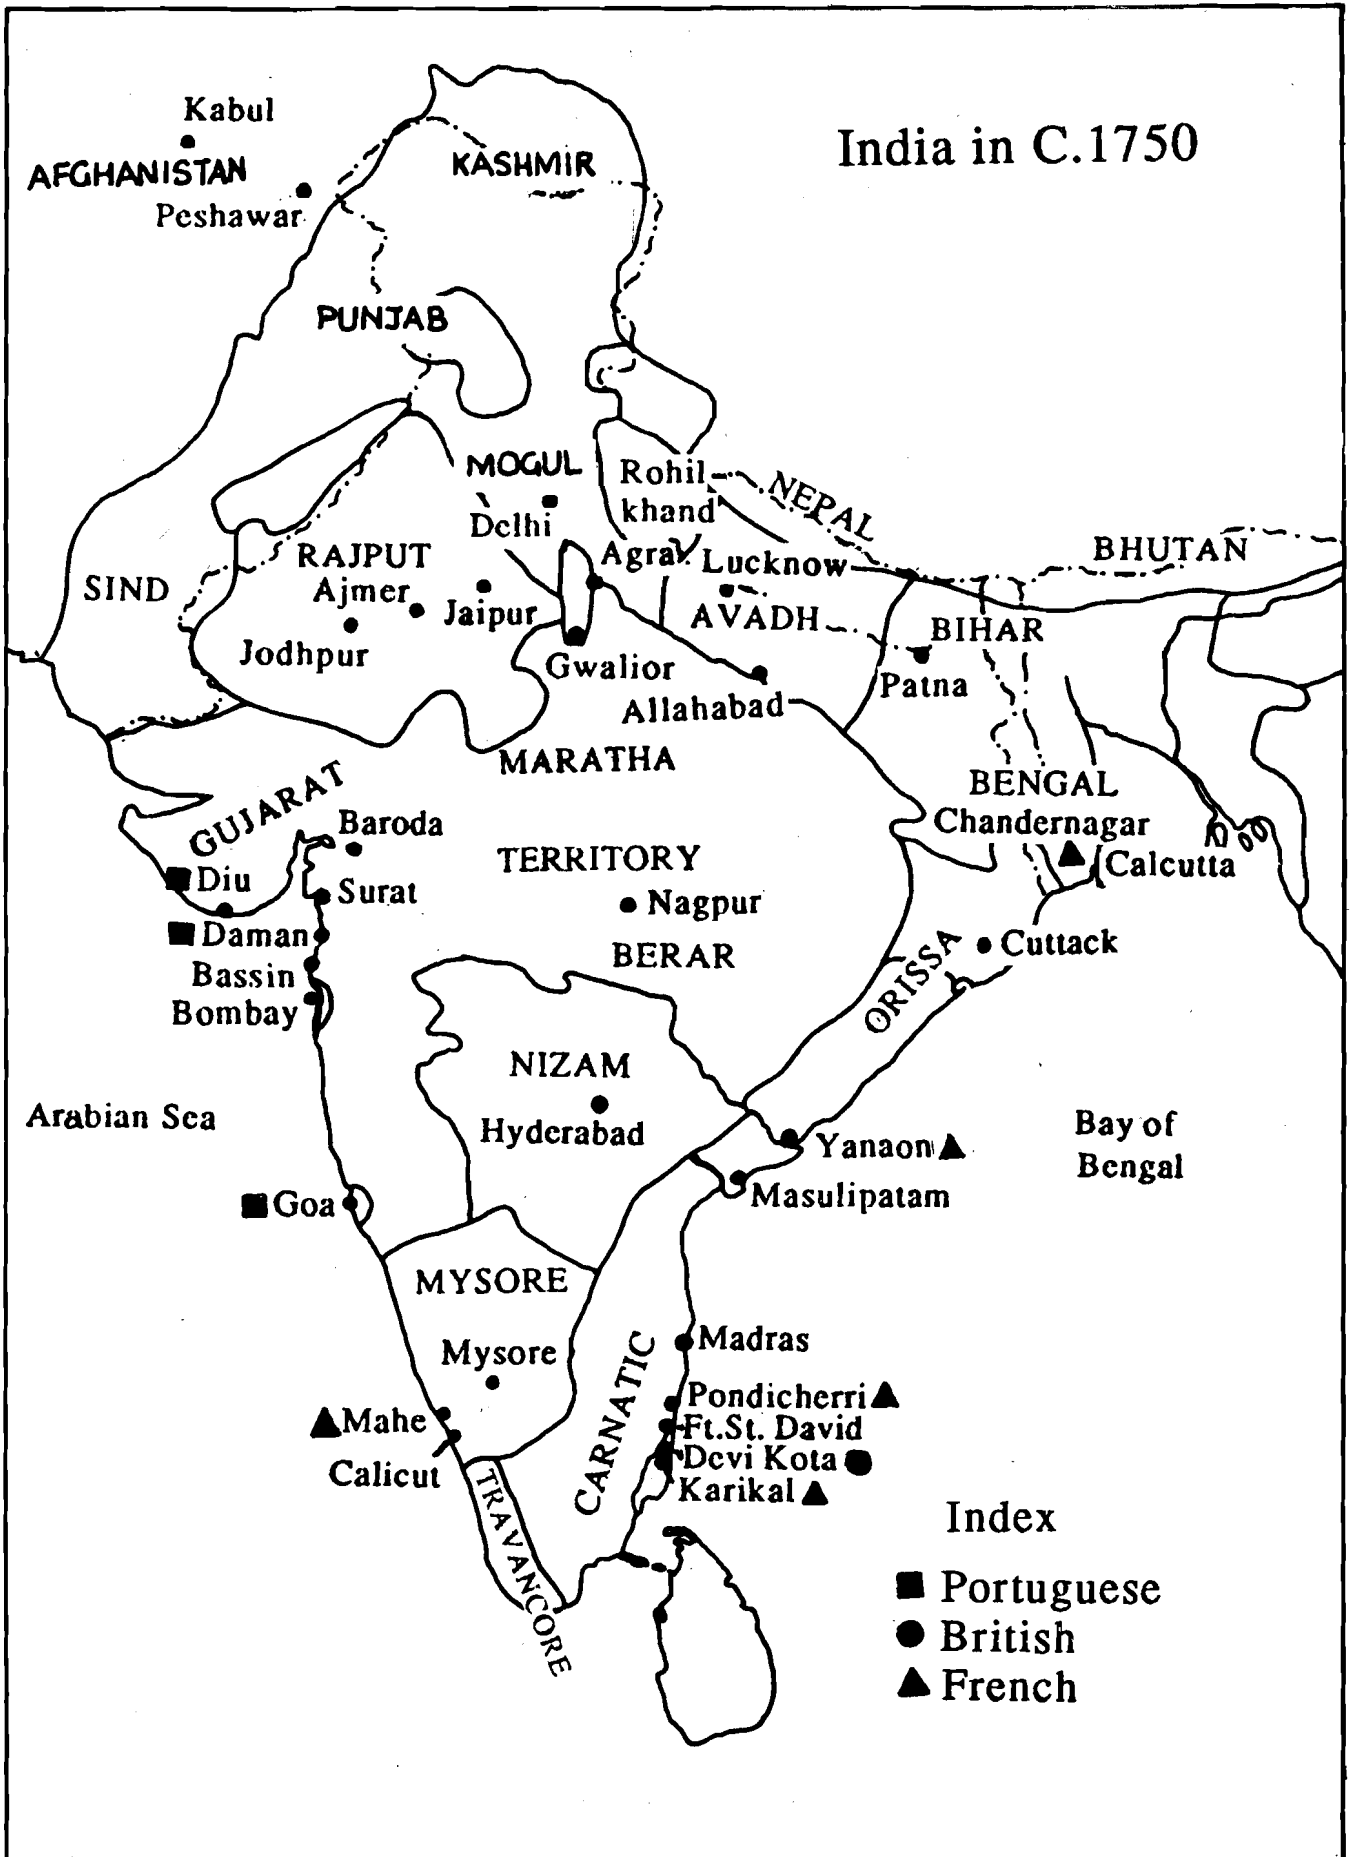 India in C.1750
Kabul
AFGHANISTAN
Peshawar
KASHMIR
PUNJAB
MOGUL
Delhi
Rohil
khand
NEPAL
BHUTAN
SIND
RAJPUT
Ajmer
Jaipur
Jodhpur
Agra
Lucknow
AVADH
BIHAR
Patna
Gwalior
Allahabad
MARATHA
TERRITORY
GUJARAT
Baroda
BENGAL
Chandernagar
Calcutta
Diu
Surat
Nagpur
Daman
BERAR
Cuttack
ORISSA
Bassin
Bombay
NIZAM
Hyderabad
Arabian Sea
Bay of
Bengal
Yanaon
Masulipatam
Goa
MYSORE
Mysore
CARNATIC
Madras
Pondicherri
Ft.St. David
Devi Kota
Karikal
Mahe
Calicut
TRAVANCORE
Index
Portuguese
British
French